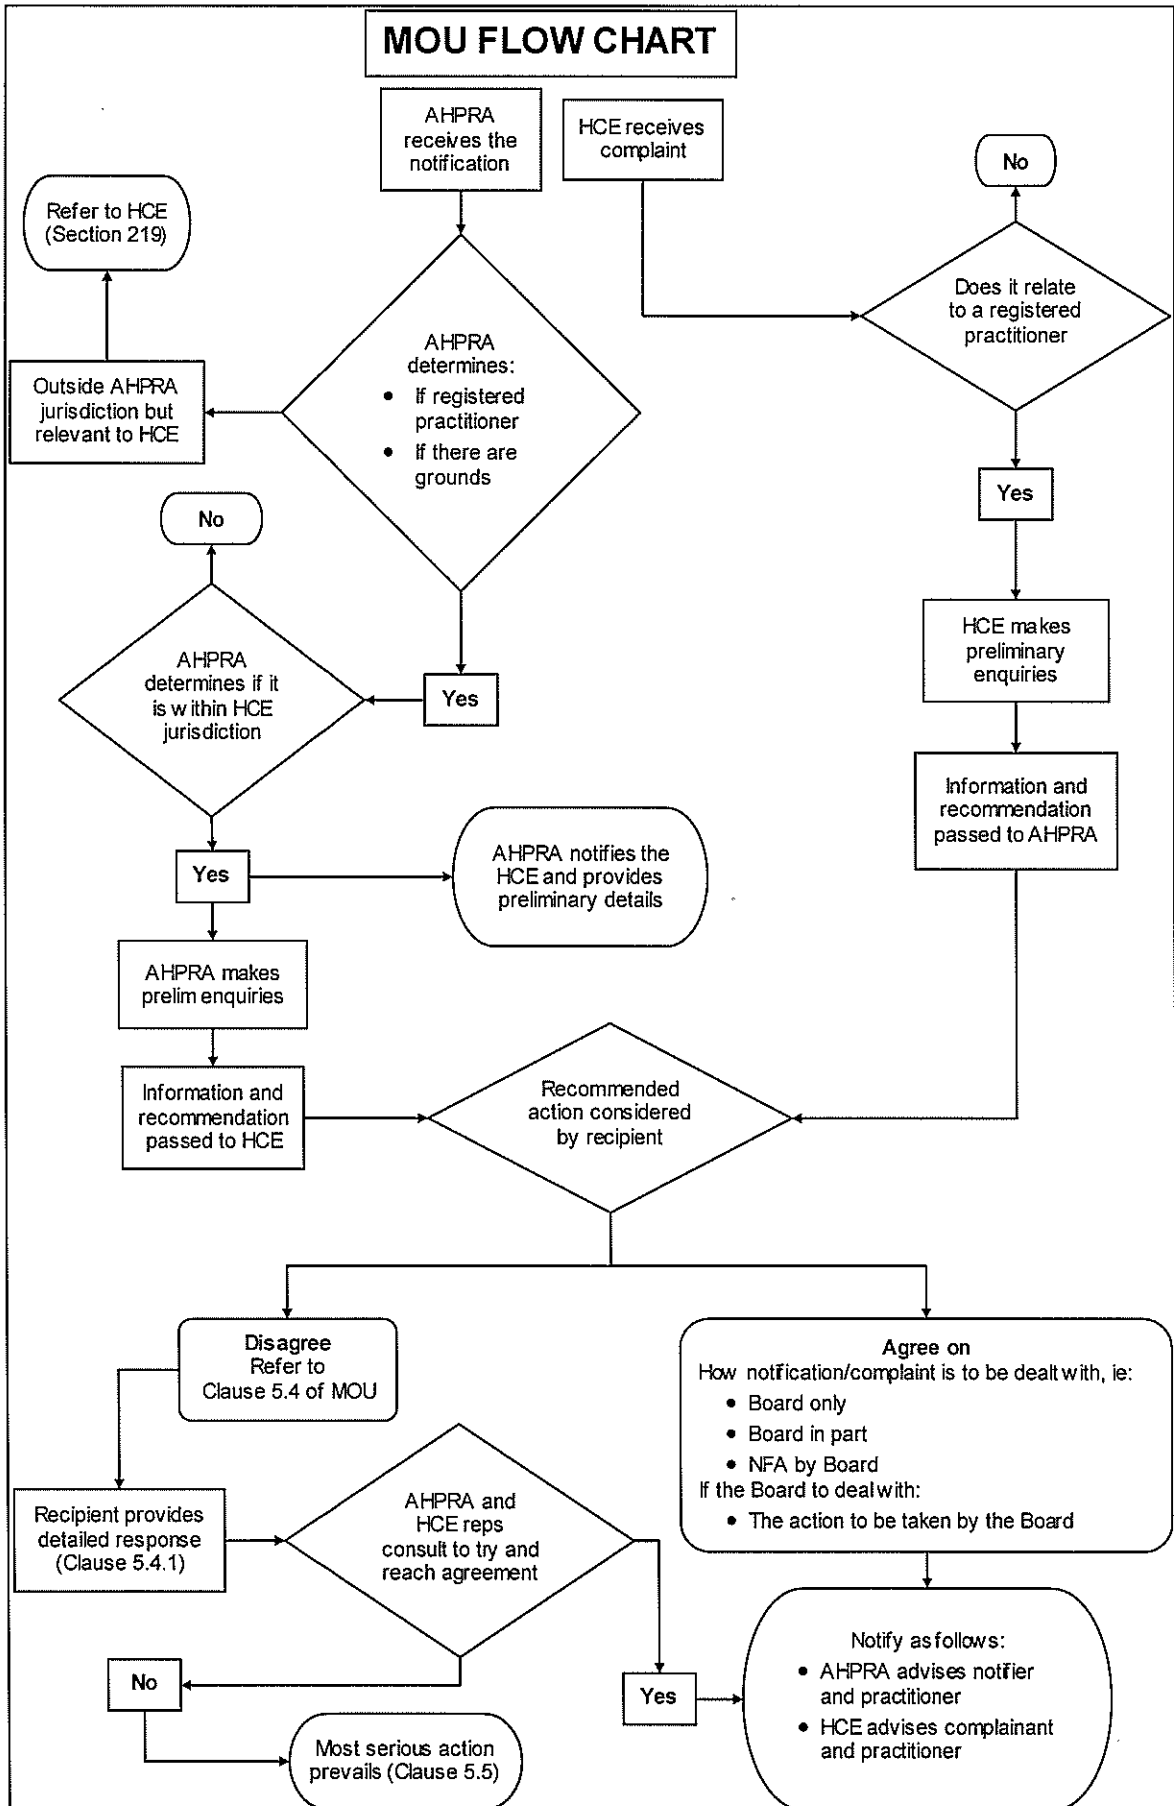 MOU FLOW CHART
AHPRA
receives the
notification
HCE receives
complaint
No
Refer to HCE
(Section 219)
Does it relate
to a registered
practitioner
AHPRA
determines:
• If registered
practitioner
• If there are
grounds
Outside AHPRA
jurisdiction but
relevant to HCE
Yes
No
HCE makes
preliminary
enquiries
AHPRA
determines if it
is within HCE
jurisdiction
Yes
Information and
recommendation
passed to AHPRA
Yes
AHPRA notifies the
HCE and provides
preliminary details
AHPRA makes
prelim enquiries
Information and
recommendation
passed to HCE
Recommended
action considered
by recipient
Disagree
Refer to
Clause 5.4 of MOU
Agree on
How notification/complaint is to be dealt with, ie:
• Board only
• Board in part
• NFA by Board
If the Board to deal with:
• The action to be taken by the Board
Recipient provides
detailed response
(Clause 5.4.1)
AHPRA and
HCE reps
consult to try and
reach agreement
No
Yes
Notify as follows:
• AHPRA advises notifier
and practitioner
• HCE advises complainant
and practitioner
Most serious action
prevails (Clause 5.5)